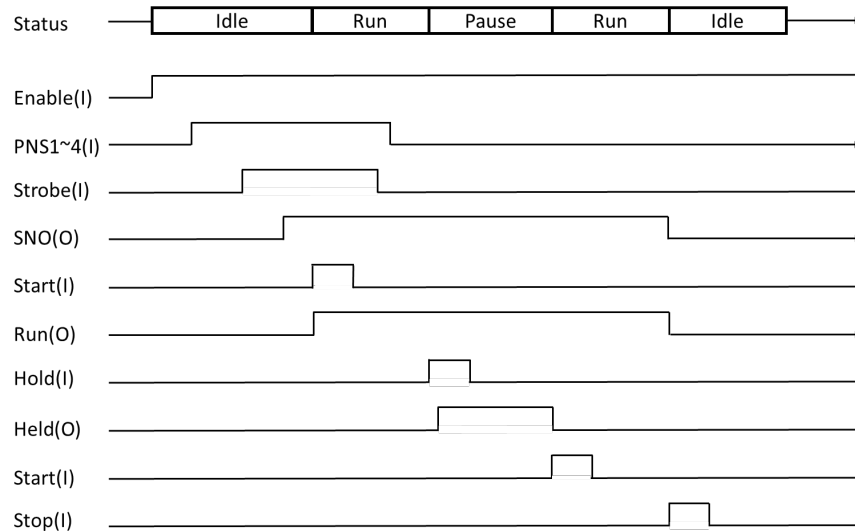 Status Idle Run Pause Run Idle
Enable(I)
PNS1~4(I)
Strobe(I)
SNO(O)
Start(I)
Run(O)
Hold(I)
Held(O)
Start(I)
Stop(I)